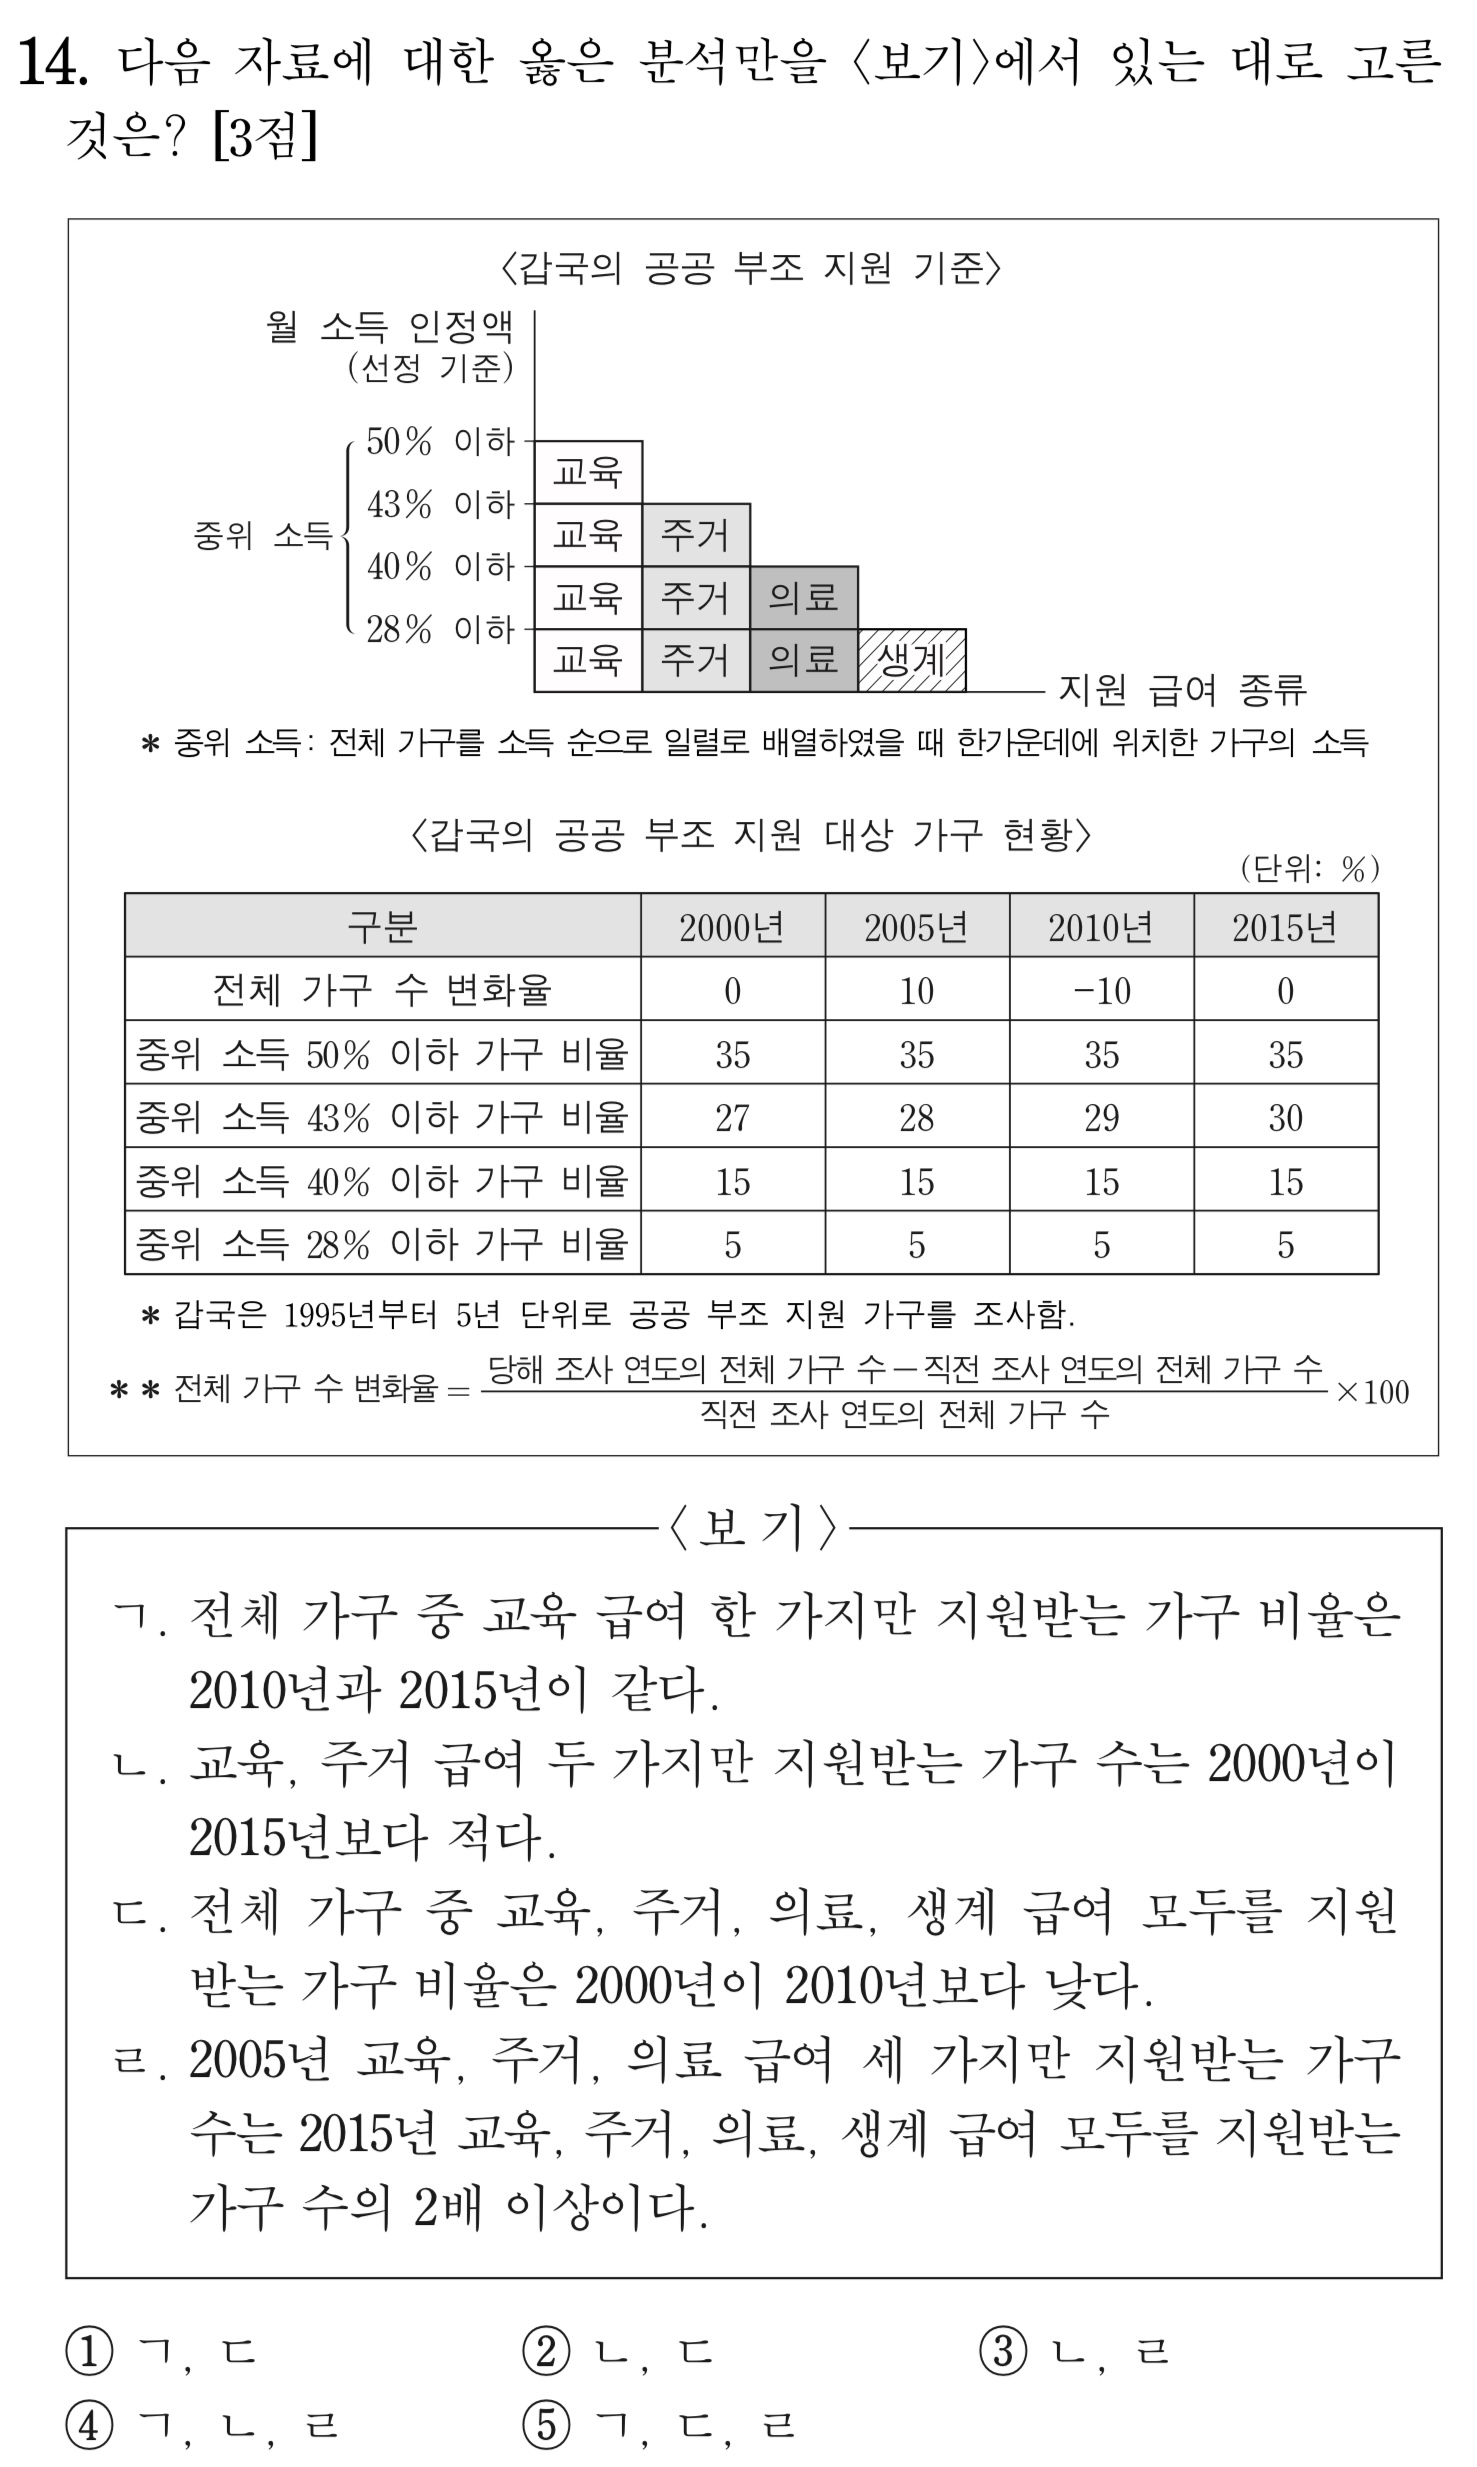 14. 다음 자료에 대한 옳은 분석만을 〈보기〉에서 있는 대로 고른
것은? [3점]
〈갑국의 공공 부조 지원 기준〉
월 소득 인정액
(선정 기준)
중위 소득
50% 이하
43% 이하
40% 이하
28% 이하
교육
교육 주거
교육 주거 의료
교육 주거 의료 생계
지원 급여 종류
* 중위 소득: 전체 가구를 소득 순으로 일렬로 배열하였을 때 한가운데에 위치한 가구의 소득
〈갑국의 공공 부조 지원 대상 가구 현황〉
(단위: %)
구분 2000년 2005년 2010년 2015년
전체 가구 수 변화율 0 10 -10 0
중위 소득 50% 이하 가구 비율 35 35 35 35
중위 소득 43% 이하 가구 비율 27 28 29 30
중위 소득 40% 이하 가구 비율 15 15 15 15
중위 소득 28% 이하 가구 비율 5 5 5 5
* 갑국은 1995년부터 5년 단위로 공공 부조 지원 가구를 조사함.
** 전체 가구 수 변화율 = 당해 조사 연도의 전체 가구 수 − 직전 조사 연도의 전체 가구 수
직전 조사 연도의 전체 가구 수
×100
〈보기〉
ㄱ. 전체 가구 중 교육 급여 한 가지만 지원받는 가구 비율은
2010년과 2015년이 같다.
ㄴ. 교육, 주거 급여 두 가지만 지원받는 가구 수는 2000년이
2015년보다 적다.
ㄷ. 전체 가구 중 교육, 주거, 의료, 생계 급여 모두를 지원
받는 가구 비율은 2000년이 2010년보다 낮다.
ㄹ. 2005년 교육, 주거, 의료 급여 세 가지만 지원받는 가구
수는 2015년 교육, 주거, 의료, 생계 급여 모두를 지원받는
가구 수의 2배 이상이다.
① ㄱ, ㄷ ② ㄴ, ㄷ ③ ㄴ, ㄹ
④ ㄱ, ㄴ, ㄹ ⑤ ㄱ, ㄷ, ㄹ